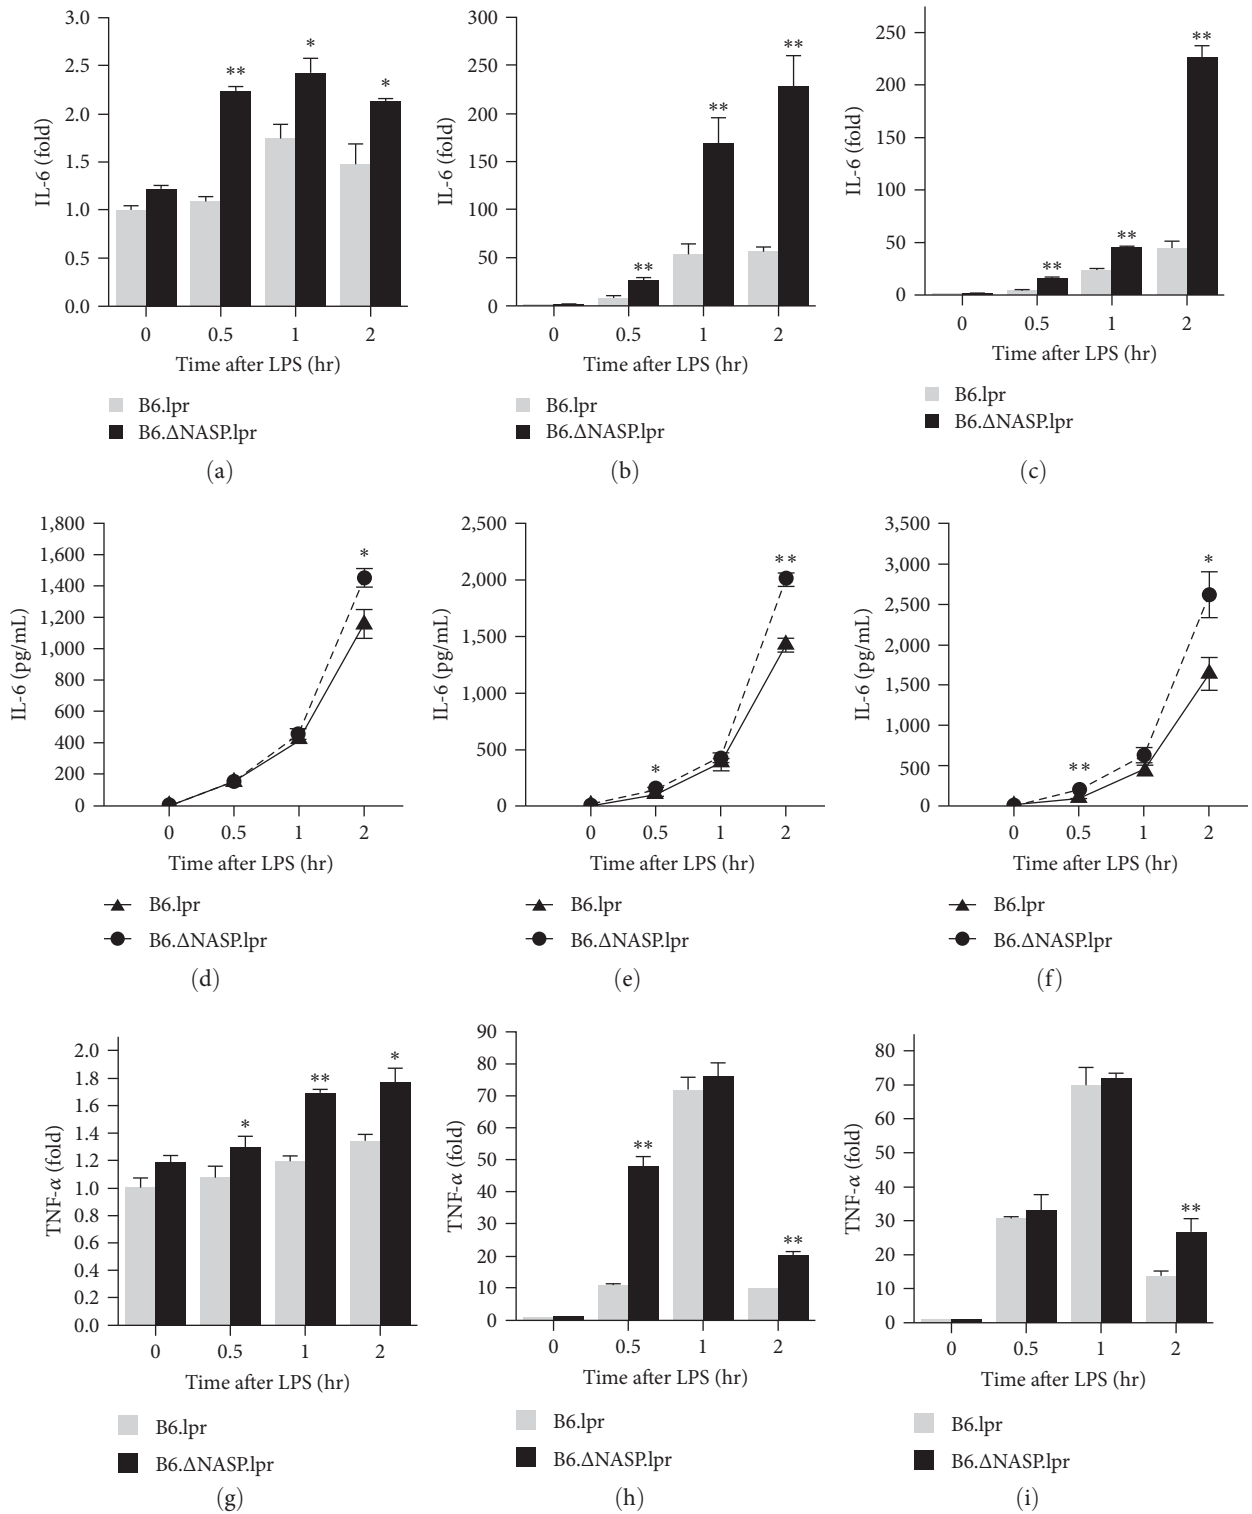 3.0
2.5
2.0
1.5
1.0
0.5
0.0
IL-6 (fold)
** * *
0 0.5 1 2
Time after LPS (hr)
B6.lpr
B6.ΔNASP.lpr
(a)
300
250
200
150
100
50
0
IL-6 (fold)
** ** **
0 0.5 1 2
Time after LPS (hr)
B6.lpr
B6.ΔNASP.lpr
(b)
250
200
150
100
50
0
IL-6 (fold)
** ** **
0 0.5 1 2
Time after LPS (hr)
B6.lpr
B6.ΔNASP.lpr
(c)
1,800
1,600
1,400
1,200
1,000
800
600
400
200
0
IL-6 (pg/mL)
*
0 0.5 1 2
Time after LPS (hr)
B6.lpr
B6.ΔNASP.lpr
(d)
2,500
2,000
1,500
1,000
500
0
IL-6 (pg/mL)
* **
0 0.5 1 2
Time after LPS (hr)
B6.lpr
B6.ΔNASP.lpr
(e)
3,500
3,000
2,500
2,000
1,500
1,000
500
0
IL-6 (pg/mL)
** *
0 0.5 1 2
Time after LPS (hr)
B6.lpr
B6.ΔNASP.lpr
(f)
2.0
1.8
1.6
1.4
1.2
1.0
0.8
0.6
0.4
0.2
0.0
TNF-α (fold)
* ** *
0 0.5 1 2
Time after LPS (hr)
B6.lpr
B6.ΔNASP.lpr
(g)
90
80
70
60
50
40
30
20
10
0
TNF-α (fold)
** **
0 0.5 1 2
Time after LPS (hr)
B6.lpr
B6.ΔNASP.lpr
(h)
80
70
60
50
40
30
20
10
0
TNF-α (fold)
**
0 0.5 1 2
Time after LPS (hr)
B6.lpr
B6.ΔNASP.lpr
(i)